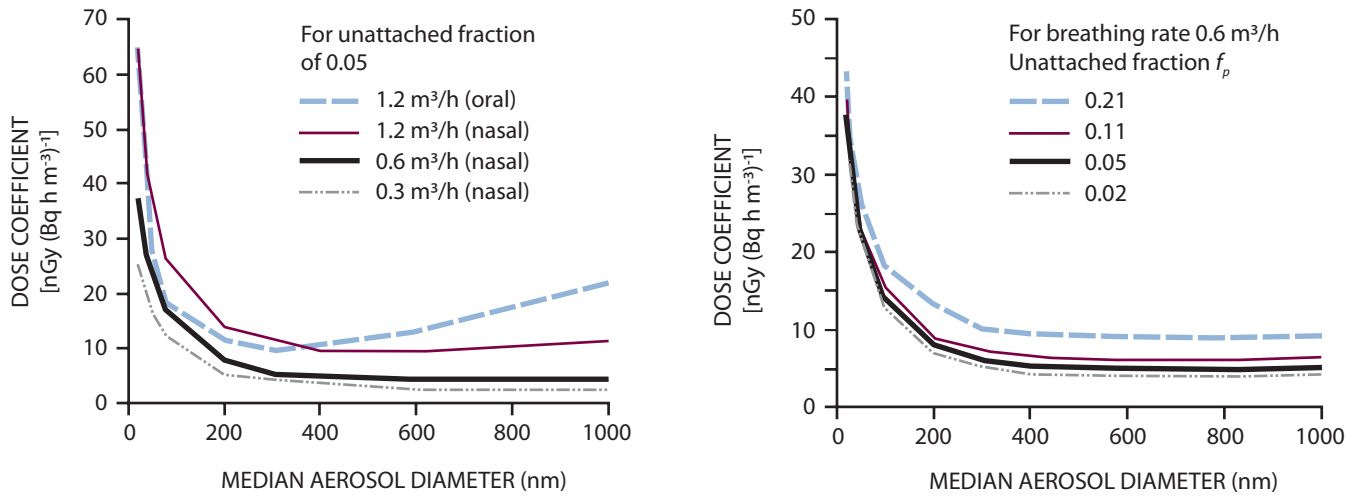 70
60
50
40
30
20
10
0
DOSE COEFFICIENT
[nGy (Bq h m⁻³)⁻¹]
For unattached fraction
of 0.05
1.2 m³/h (oral)
1.2 m³/h (nasal)
0.6 m³/h (nasal)
0.3 m³/h (nasal)
0 200 400 600 800 1000
MEDIAN AEROSOL DIAMETER (nm)
50
40
30
20
10
0
DOSE COEFFICIENT
[nGy (Bq h m⁻³)⁻¹]
For breathing rate 0.6 m³/h
Unattached fraction fₚ
0.21
0.11
0.05
0.02
0 200 400 600 800 1000
MEDIAN AEROSOL DIAMETER (nm)